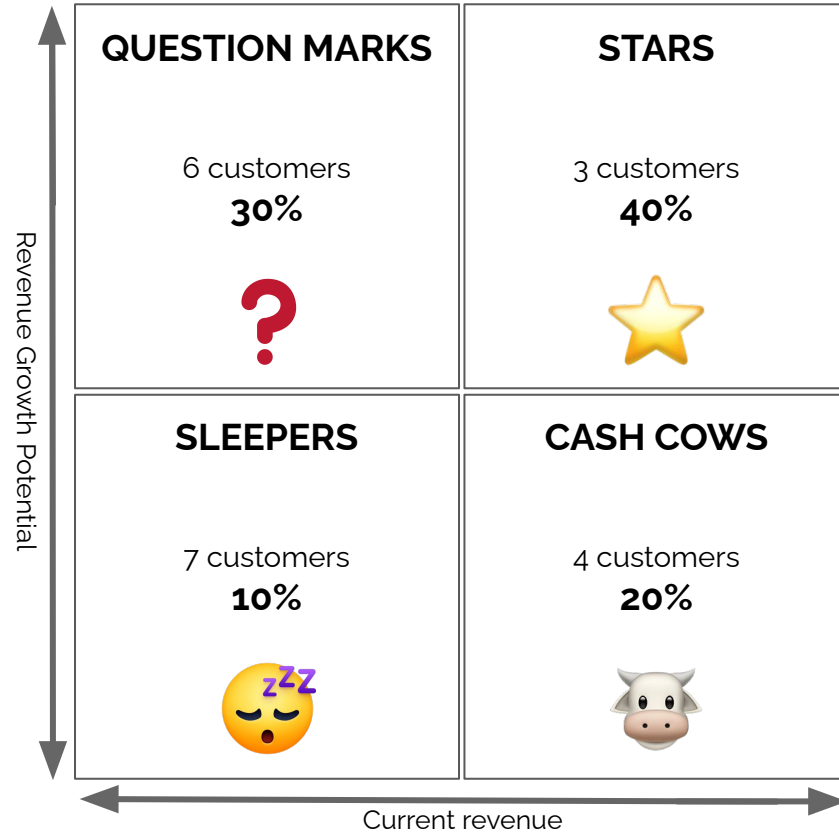 QUESTION MARKS
6 customers
30%
STARS
3 customers
40%
Revenue Growth Potential
SLEEPERS
7 customers
10%
zzz
CASH COWS
4 customers
20%
Current revenue